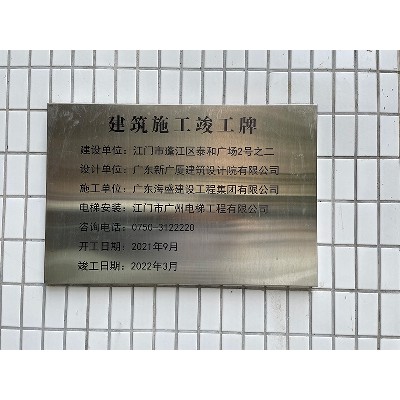 建筑施工竣工牌
建设单位：江门市蓬江区泰和广场2号之二
设计单位：广东新广厦建筑设计院有限公司
施工单位：广东海盛建设工程集团有限公司
电梯安装：江门市广州电梯工程有限公司
咨询电话：0750-3122220
开工日期：2021年9月
竣工日期：2022年3月